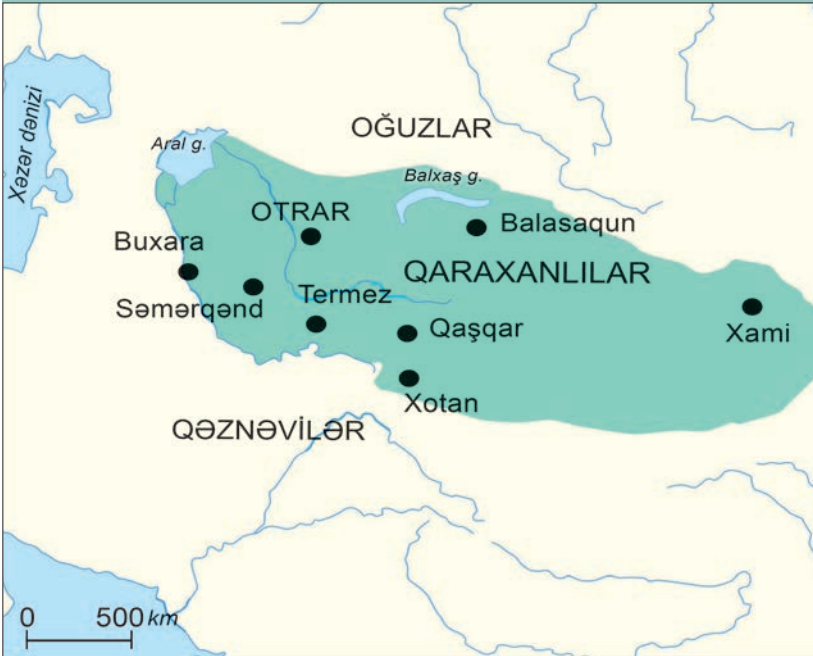 Xəzər dənizi
Aral g.
OĞUZLAR
Balxaş g.
OTRAR
Balasaqun
Buxara
QARAXANLILAR
Səmərqənd
Termez
Qaşqar
Xami
Xotan
QƏZNƏVİLƏR
0 500 km